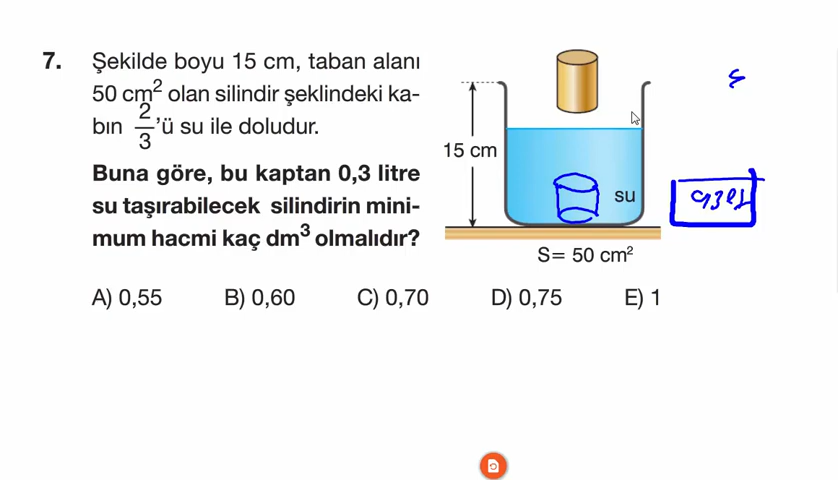 7. Şekilde boyu 15 cm, taban alanı
50 cm² olan silindir şeklindeki ka-
bın 2/3'ü su ile doludur.
Buna göre, bu kaptan 0,3 litre
su taşırabilecek silindirin mini-
mum hacmi kaç dm³ olmalıdır?
15 cm
su
S= 50 cm²
A) 0,55 B) 0,60 C) 0,70 D) 0,75 E) 1